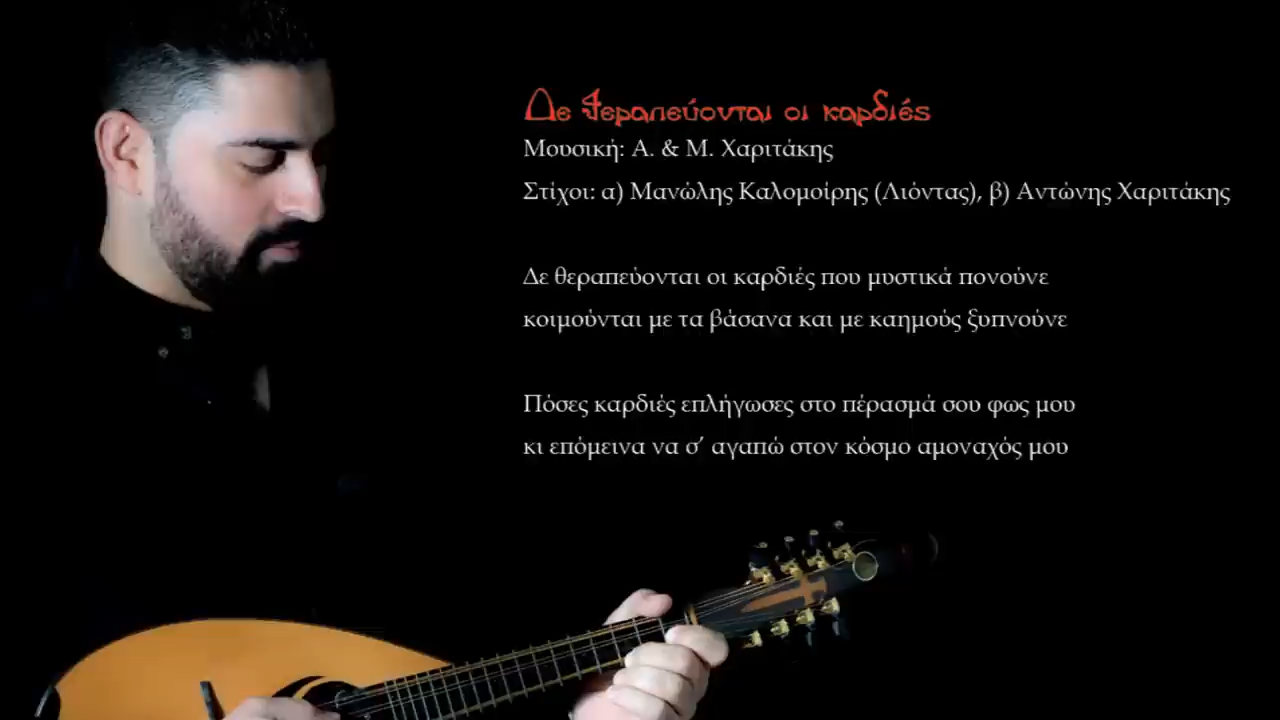 Δε θεραπεύονται οι καρδιές
Μουσική: Α. & Μ. Χαριτάκης
Στίχοι: α) Μανώλης Καλομοίρης (Λιόντας), β) Αντώνης Χαριτάκης
Δε θεραπεύονται οι καρδιές που μυστικά πονούνε
κοιμούνται με τα βάσανα και με καημούς ξυπνούνε
Πόσες καρδιές επλήγωσες στο πέρασμά σου φως μου
κι επόμεινα να σ’ αγαπώ στον κόσμο αμοναχός μου